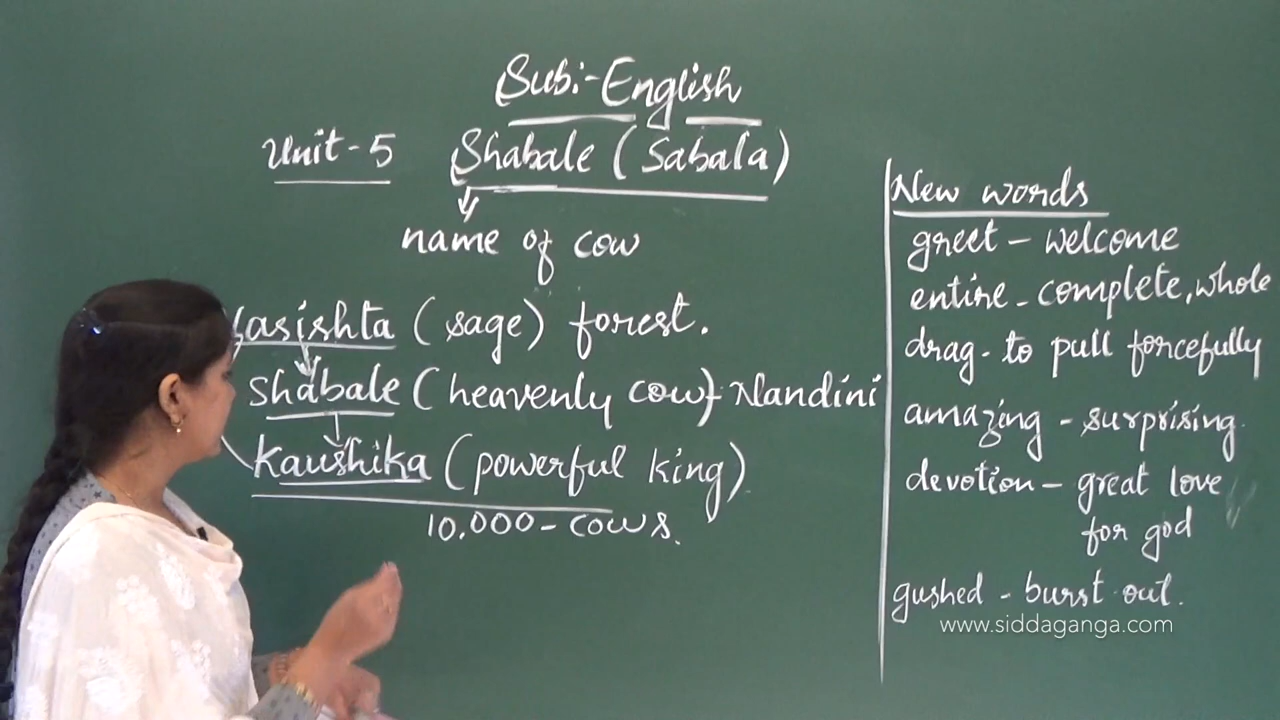 Sub:-English
Unit-5 Shabale (Sabala)
name of cow
Vasishta (sage) forest.
Shabale (heavenly cow)-Nandini
Kaushika (powerful king)
10,000-cows.
New words
greet - welcome
entire - complete, whole
drag - to pull forcefully
amazing - surprising.
devotion - great love
for god
gushed - burst out.
www.siddaganga.com